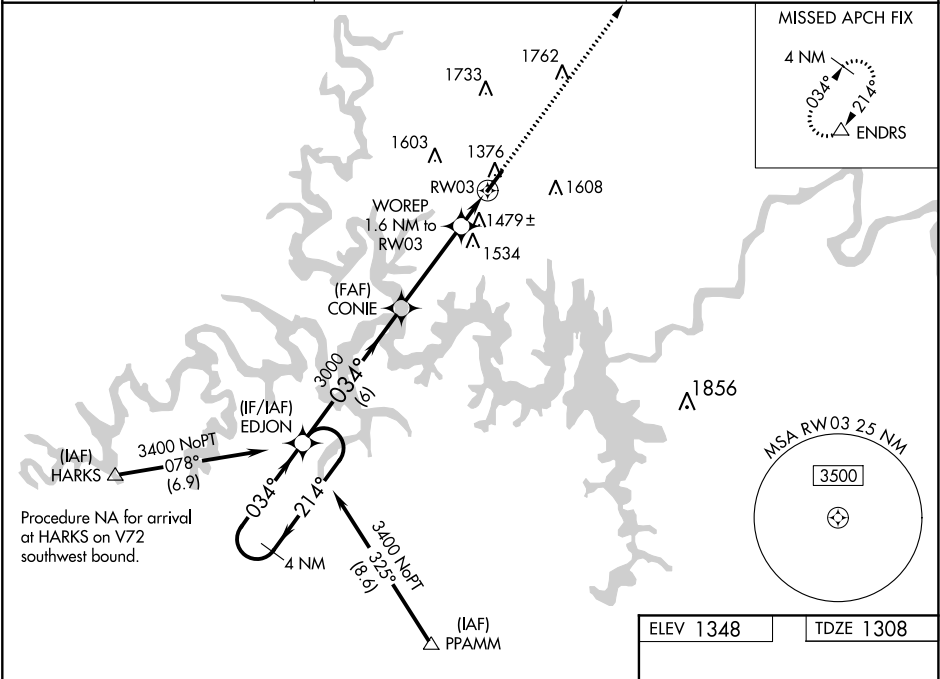 MISSED APCH FIX
4 NM
034°
214°
ENDRS
1762
1733
1603
1376
RW03
1608
WOREP
1.6 NM to
RW03
1479±
1534
(FAF)
CONIE
3000
034°
(6)
1856
(IF/IAF)
EDJON
(IAF)
HARKS
3400 NoPT
078°
(6.9)
034°
214°
4 NM
Procedure NA for arrival
at HARKS on V72
southwest bound.
3400 NoPT
325°
(8.6)
(IAF)
PPAMM
MSA RW03 25 NM
3500
ELEV 1348
TDZE 1308